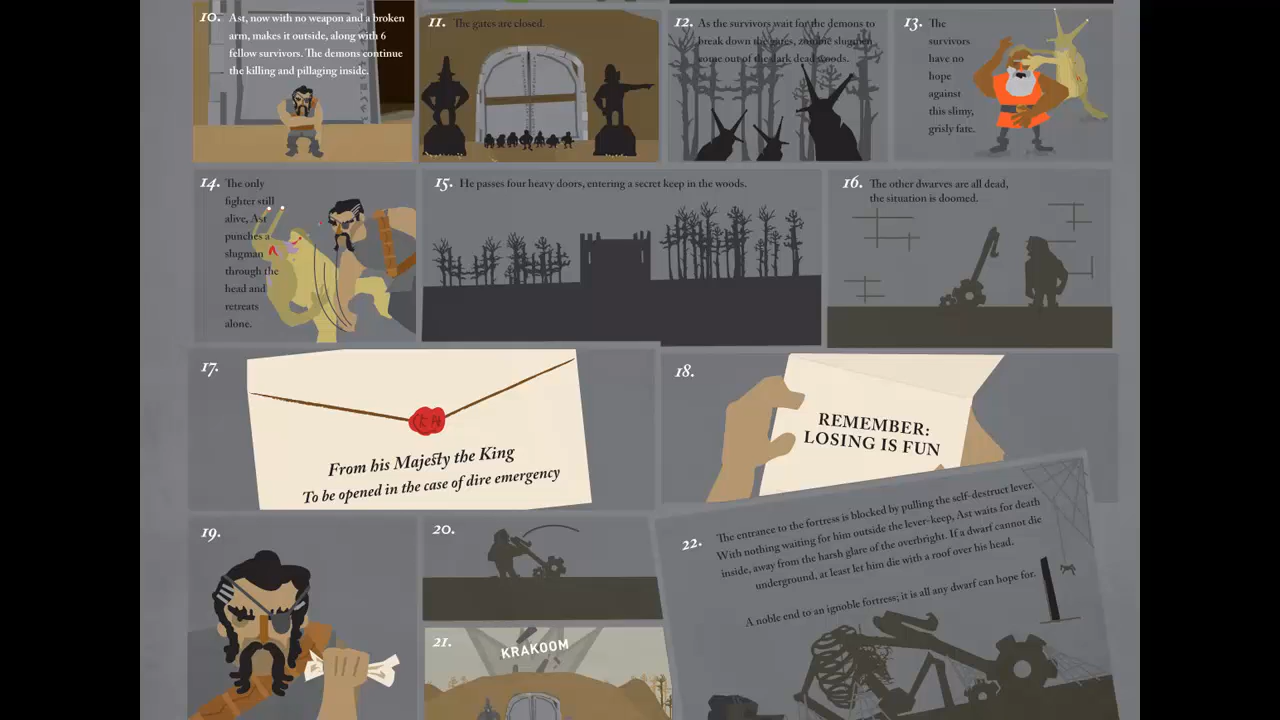 10. Ast, now with no weapon and a broken
arm, makes it outside, along with 6
fellow survivors. The demons continue
the killing and pillaging inside.
11. The gates are closed.
12. As the survivors wait for the demons to
break down the gates, zombie slugmen
come out of the dark dead woods.
13. The
survivors
have no
hope
against
this slimy,
grisly fate.
14. The only
fighter still
alive, Ast
punches a
slugman
through the
head and
retreats
alone.
15. He passes four heavy doors, entering a secret keep in the woods.
16. The other dwarves are all dead,
the situation is doomed.
17.
From his Majesty the King
To be opened in the case of dire emergency
18.
REMEMBER:
LOSING IS FUN
19.
20.
21.
KRAKOOM
22. The entrance to the fortress is blocked by pulling the self-destruct lever.
With nothing waiting for him outside the lever-keep, Ast waits for death
inside, away from the harsh glare of the overbright. If a dwarf cannot die
underground, at least let him die with a roof over his head.
A noble end to an ignoble fortress; it is all any dwarf can hope for.